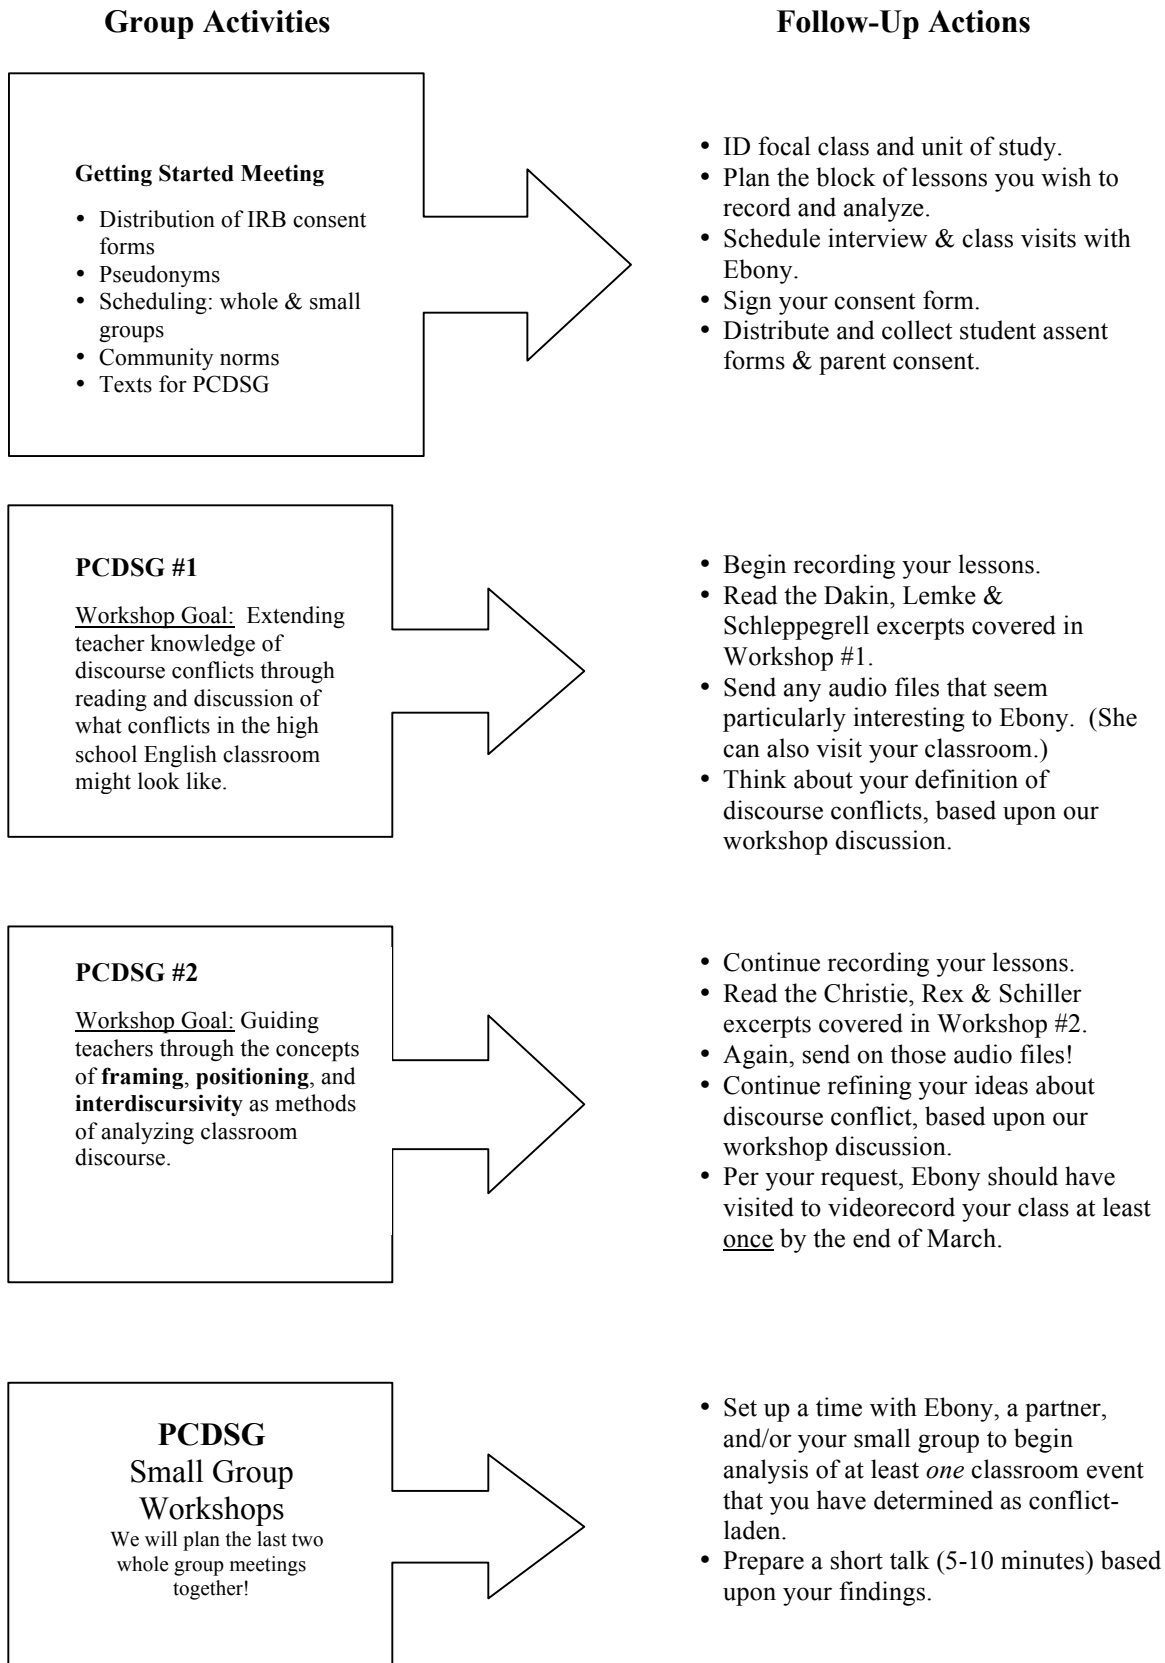 Group Activities
Follow-Up Actions
Getting Started Meeting
• Distribution of IRB consent
forms
• Pseudonyms
• Scheduling: whole & small
groups
• Community norms
• Texts for PCDSG
• ID focal class and unit of study.
• Plan the block of lessons you wish to
record and analyze.
• Schedule interview & class visits with
Ebony.
• Sign your consent form.
• Distribute and collect student assent
forms & parent consent.
PCDSG #1
Workshop Goal: Extending
teacher knowledge of
discourse conflicts through
reading and discussion of
what conflicts in the high
school English classroom
might look like.
• Begin recording your lessons.
• Read the Dakin, Lemke &
Schleppegrell excerpts covered in
Workshop #1.
• Send any audio files that seem
particularly interesting to Ebony. (She
can also visit your classroom.)
• Think about your definition of
discourse conflicts, based upon our
workshop discussion.
PCDSG #2
Workshop Goal: Guiding
teachers through the concepts
of framing, positioning, and
interdiscursivity as methods
of analyzing classroom
discourse.
• Continue recording your lessons.
• Read the Christie, Rex & Schiller
excerpts covered in Workshop #2.
• Again, send on those audio files!
• Continue refining your ideas about
discourse conflict, based upon our
workshop discussion.
• Per your request, Ebony should have
visited to videorecord your class at least
once by the end of March.
PCDSG
Small Group
Workshops
We will plan the last two
whole group meetings
together!
• Set up a time with Ebony, a partner,
and/or your small group to begin
analysis of at least one classroom event
that you have determined as conflict-
laden.
• Prepare a short talk (5-10 minutes) based
upon your findings.